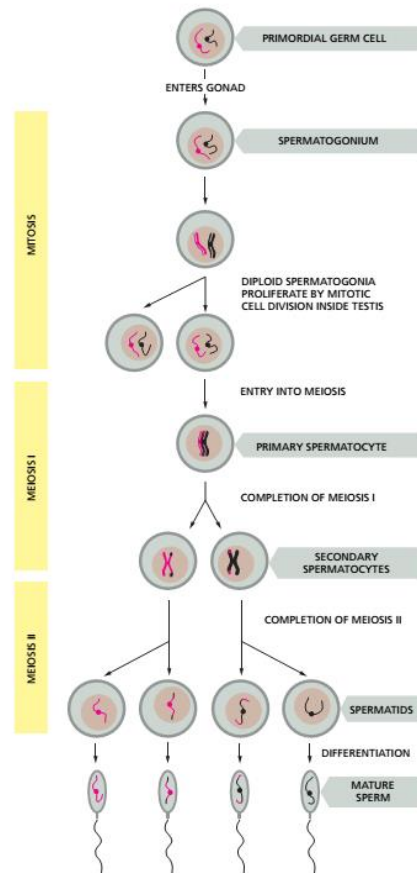 PRIMORDIAL GERM CELL
ENTERS GONAD
SPERMATOGONIUM
MITOSIS
DIPLOID SPERMATOGONIA
PROLIFERATE BY MITOTIC
CELL DIVISION INSIDE TESTIS
ENTRY INTO MEIOSIS
MEIOSIS I
PRIMARY SPERMATOCYTE
COMPLETION OF MEIOSIS I
SECONDARY
SPERMATOCYTES
MEIOSIS II
COMPLETION OF MEIOSIS II
SPERMATIDS
DIFFERENTIATION
MATURE
SPERM